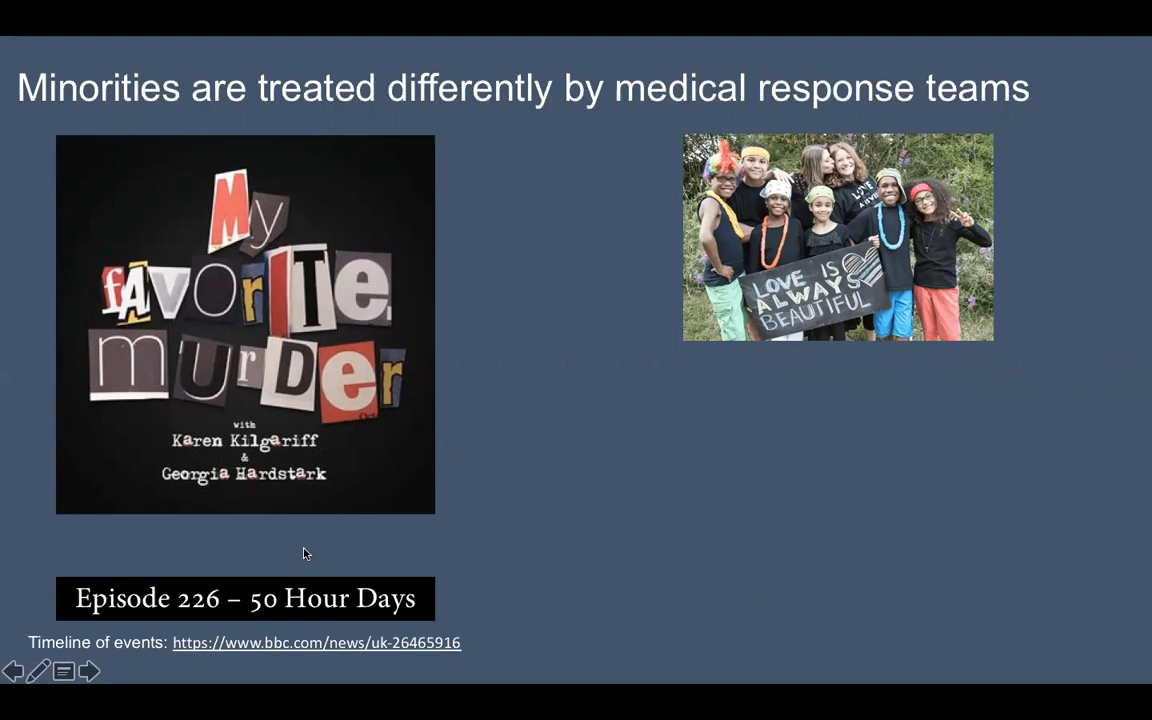 Minorities are treated differently by medical response teams
My
fAvorITe
murDer
with
Karen Kilgariff
&
Georgia Hardstark
LOVE IS
ALWAYS
BEAUTIFUL
Episode 226 – 50 Hour Days
Timeline of events: https://www.bbc.com/news/uk-26465916